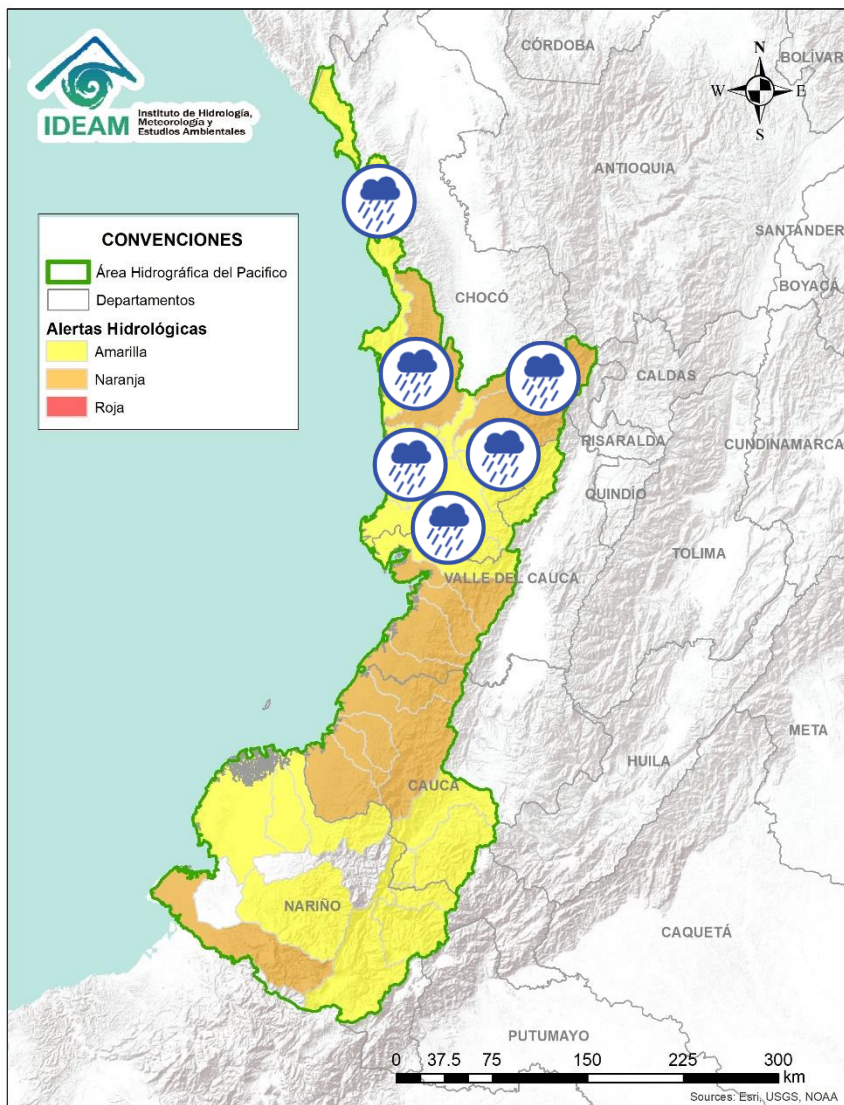 IDEAM
Instituto de Hidrología,
Meteorología y
Estudios Ambientales
CÓRDOBA
BOLÍVAR
N
W
E
S
ANTIOQUIA
SANTANDER
BOYACÁ
CONVENCIONES
Área Hidrográfica del Pacifico
Departamentos
Alertas Hidrológicas
Amarilla
Naranja
Roja
CHOCÓ
CALDAS
RISARALDA
CUNDINAMARCA
QUINDÍO
TOLIMA
VALLE DEL CAUCA
META
HUILA
CAUCA
NARIÑO
CAQUETÁ
PUTUMAYO
0 37.5 75 150 225 300
km
Sources: Esri, USGS, NOAA